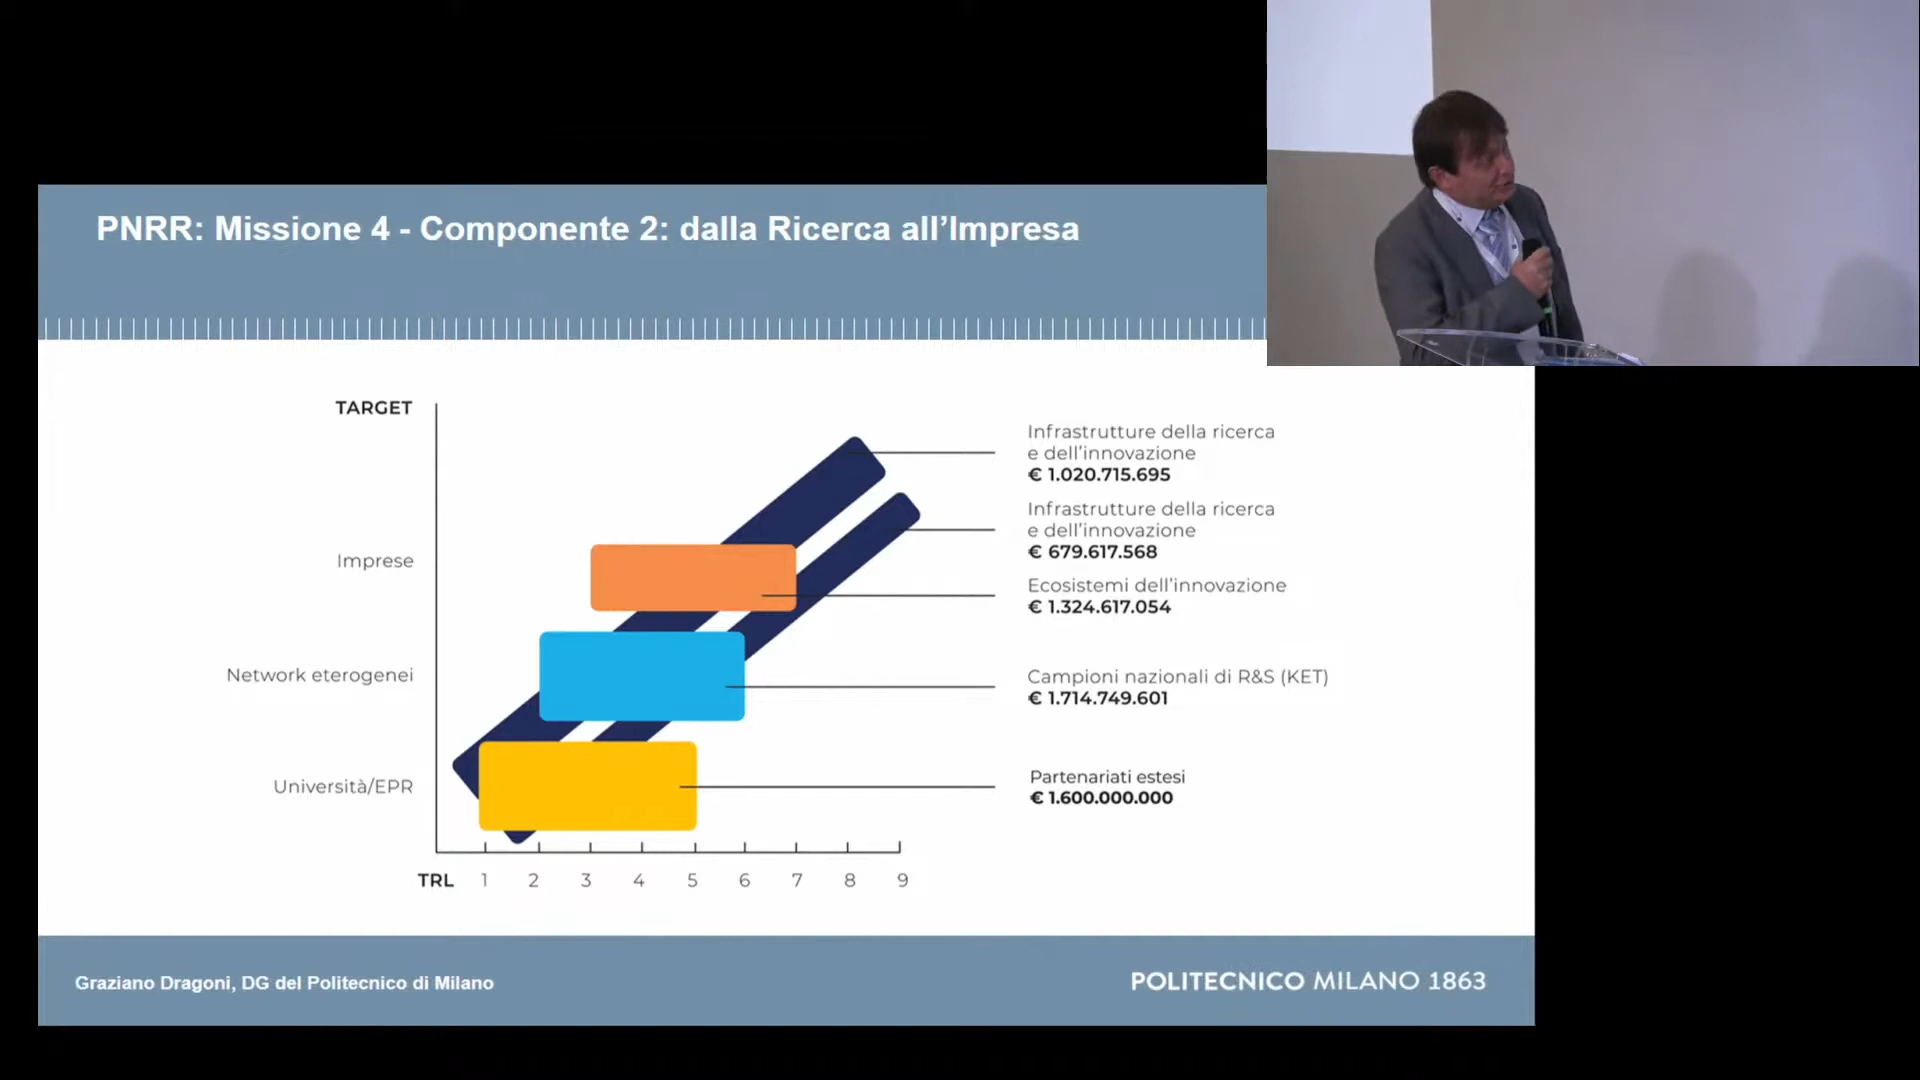 PNRR: Missione 4 - Componente 2: dalla Ricerca all’Impresa
TARGET
Imprese
Network eterogenei
Università/EPR
TRL 1 2 3 4 5 6 7 8 9
Infrastrutture della ricerca
e dell’innovazione
€ 1.020.715.695
Infrastrutture della ricerca
e dell’innovazione
€ 679.617.568
Ecosistemi dell’innovazione
€ 1.324.617.054
Campioni nazionali di R&S (KET)
€ 1.714.749.601
Partenariati estesi
€ 1.600.000.000
Graziano Dragoni, DG del Politecnico di Milano
POLITECNICO MILANO 1863